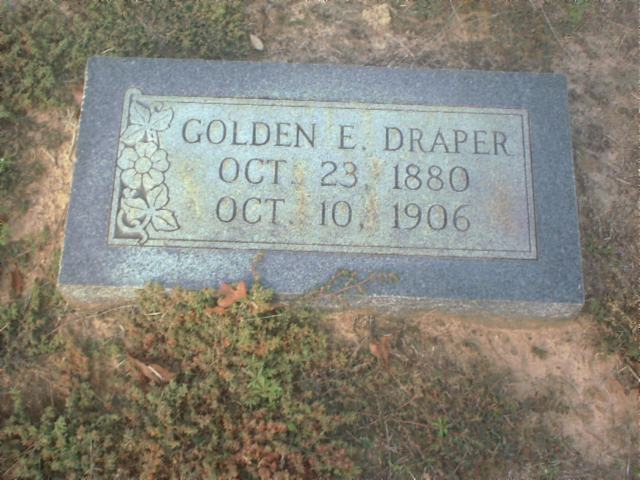 GOLDEN E. DRAPER
OCT. 23, 1880
OCT. 10, 1906